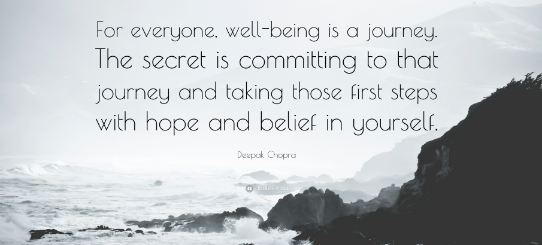 For everyone, well-being is a journey.
The secret is committing to that
journey and taking those first steps
with hope and belief in yourself.
Deepak Chopra